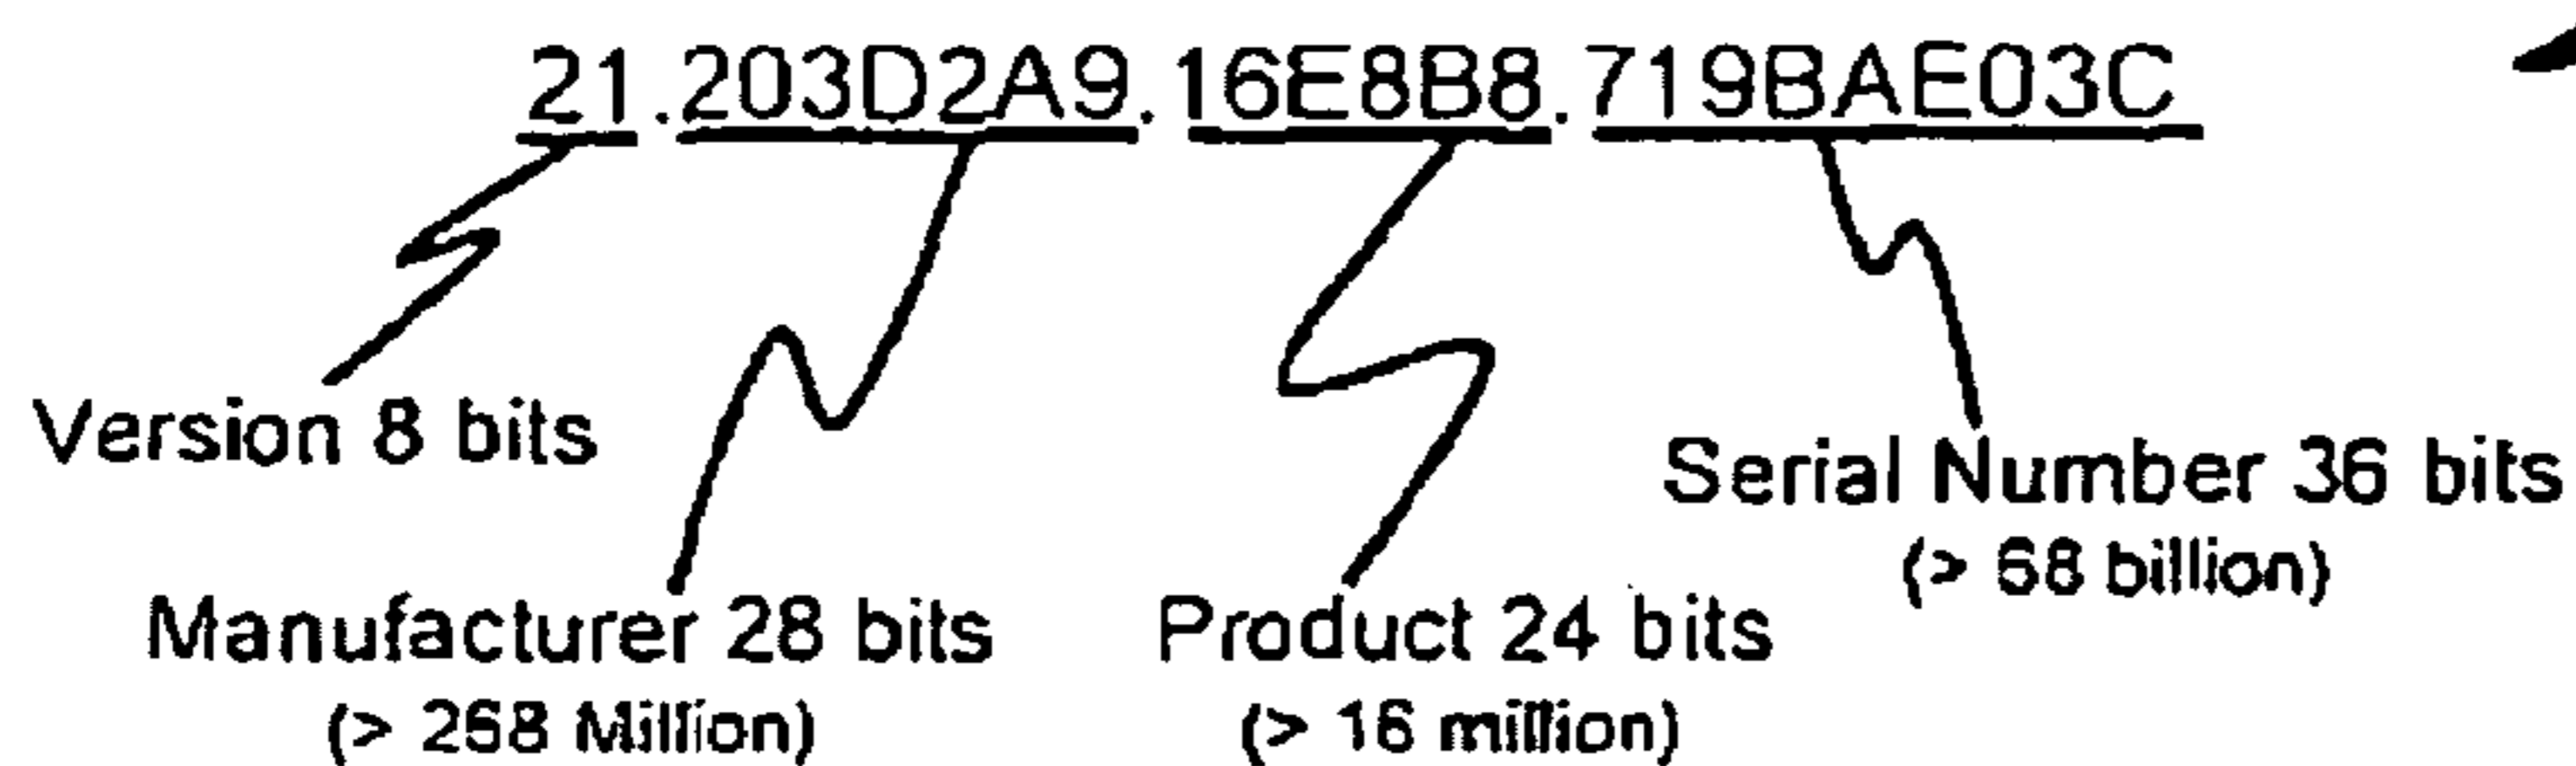 21.203D2A9.16E8B8.719BAE03C
Version 8 bits
Serial Number 36 bits
(> 68 billion)
Manufacturer 28 bits
(> 268 Million)
Product 24 bits
(> 16 million)